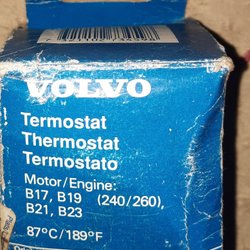 VOLVO
Termostat
Thermostat
Termostato
Motor/Engine:
B17, B19 (240/260),
B21, B23
87°C/189°F